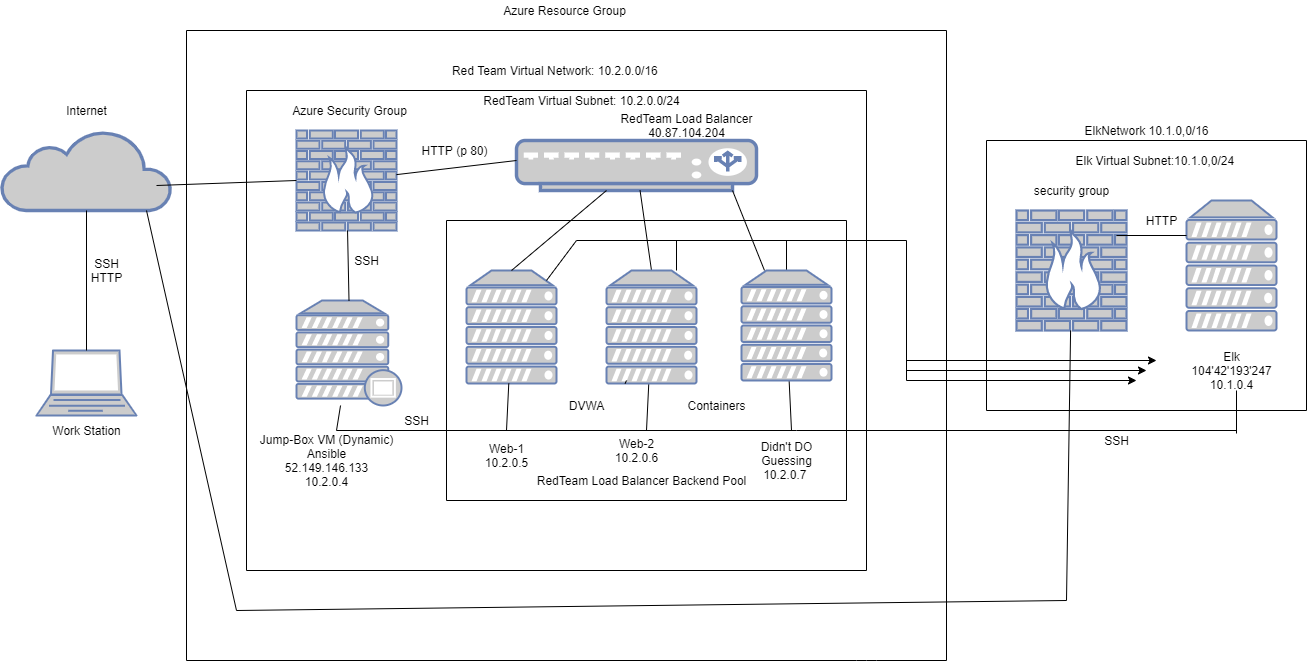 Azure Resource Group
Red Team Virtual Network: 10.2.0.0/16
RedTeam Virtual Subnet: 10.2.0.0/24
Internet
Azure Security Group
RedTeam Load Balancer
40.87.104.204
HTTP (p 80)
ElkNetwork 10.1.0,0/16
Elk Virtual Subnet:10.1.0,0/24
security group
HTTP
SSH
HTTP
SSH
Elk
104'42'193'247
10.1.0.4
DVWA
Containers
SSH
Work Station
Jump-Box VM (Dynamic)
Ansible
52.149.146.133
10.2.0.4
Web-1
10.2.0.5
Web-2
10.2.0.6
Didn't DO
Guessing
10.2.0.7
SSH
RedTeam Load Balancer Backend Pool